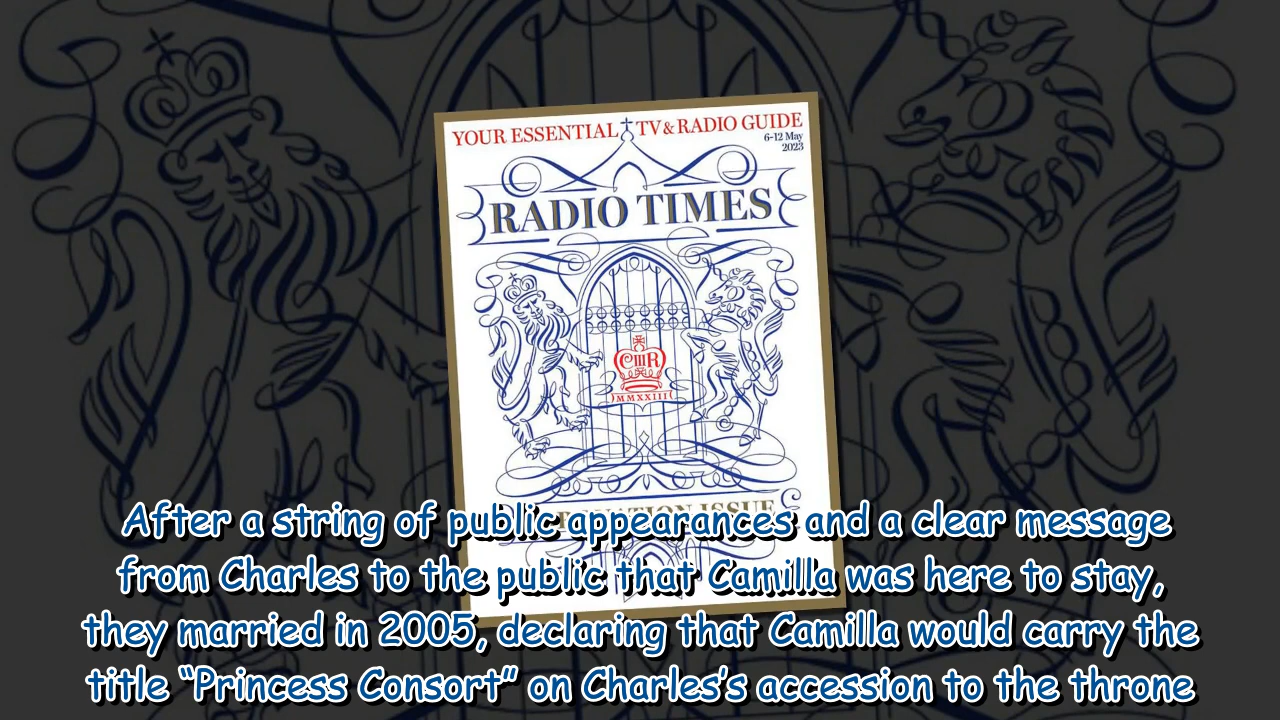 YOUR ESSENTIAL TV & RADIO GUIDE
6-12 May
2023
RADIO TIMES
CIIIR
MMXXIII
ISSUE
After a string of public appearances and a clear message
from Charles to the public that Camilla was here to stay,
they married in 2005, declaring that Camilla would carry the
title “Princess Consort” on Charles’s accession to the throne